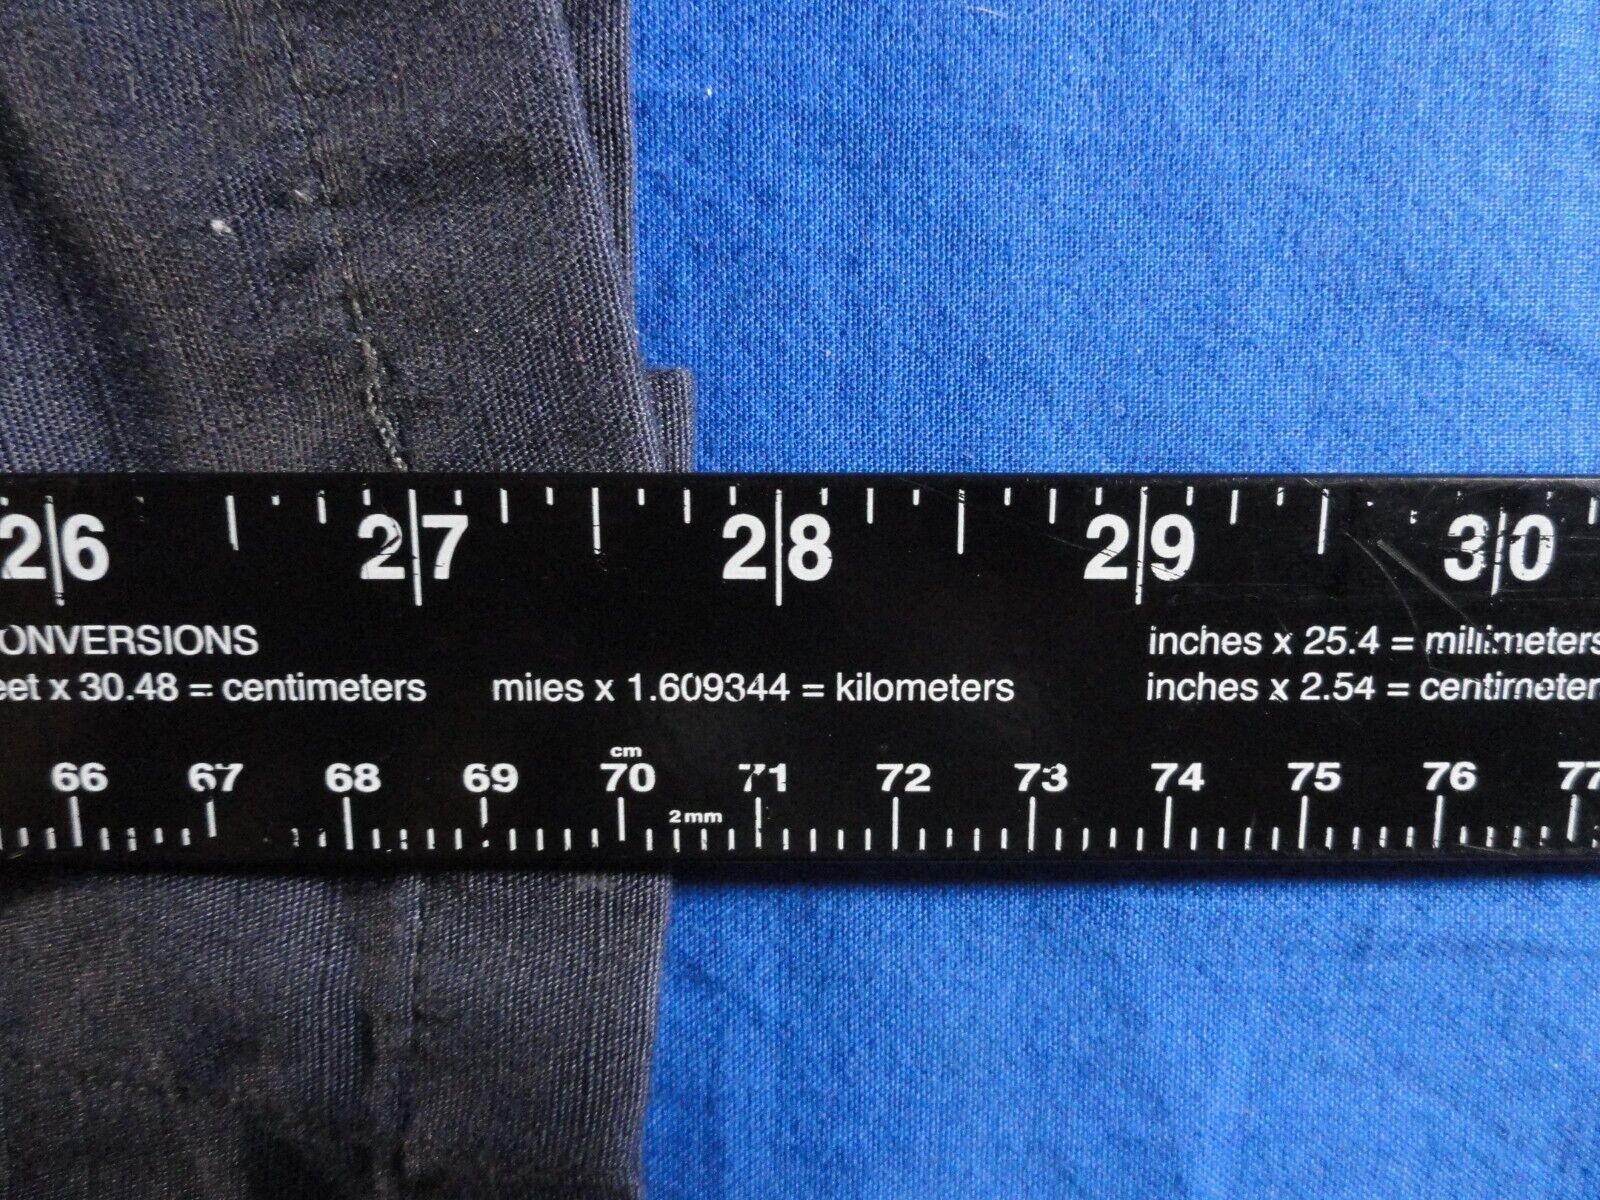 26 27 28 29 30
ONVERSIONS inches x 25.4 = millimeters
eet x 30.48 = centimeters miles x 1.609344 = kilometers inches x 2.54 = centimeter
cm
66 67 68 69 70 71 72 73 74 75 76 77
2mm